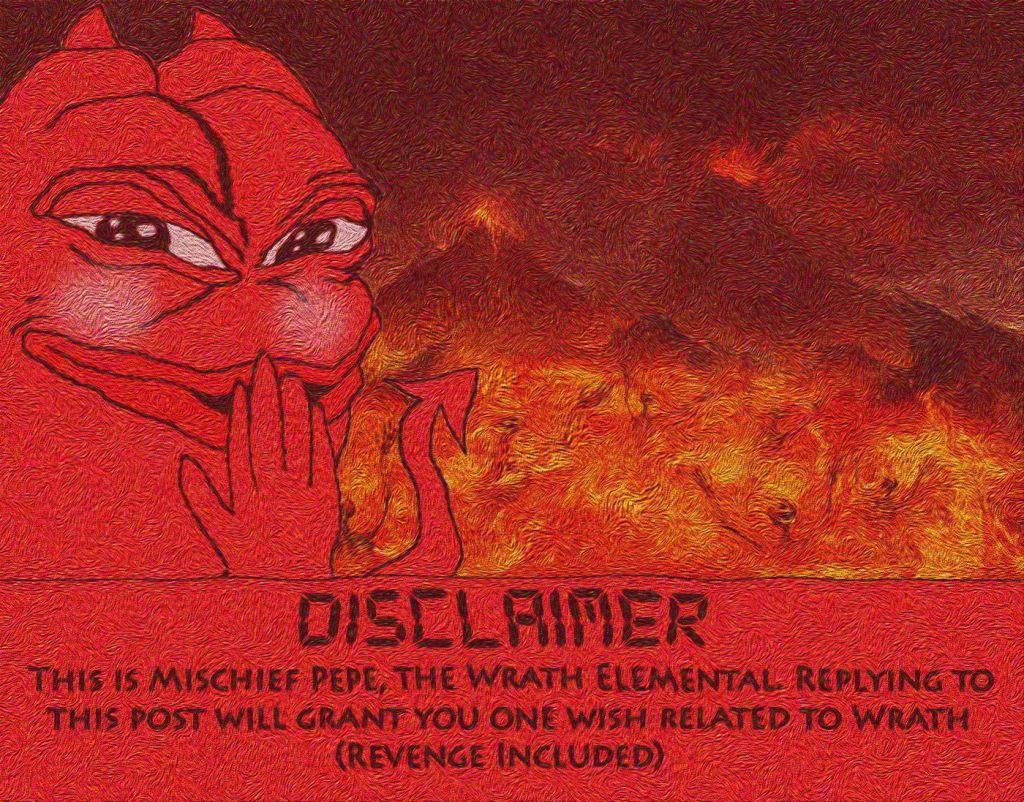 DISCLAIMER
This is Mischief Pepe, the Wrath Elemental. Replying to
this post will grant you one wish related to Wrath
(Revenge Included)